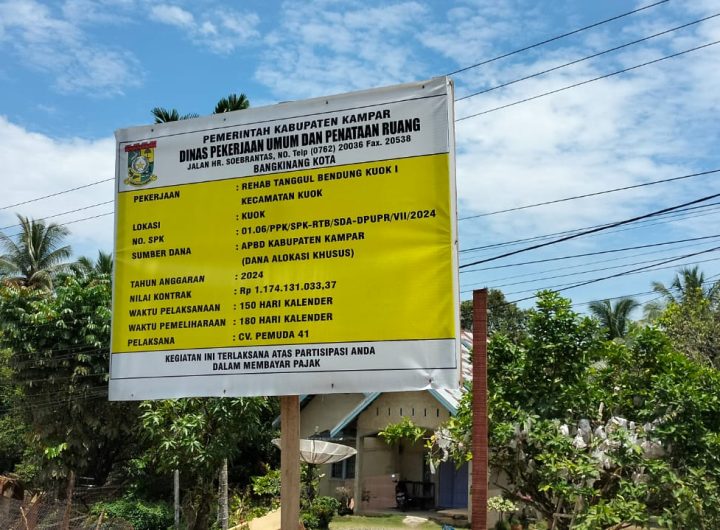 PEMERINTAH KABUPATEN KAMPAR
DINAS PEKERJAAN UMUM DAN PENATAAN RUANG
JALAN HR. SOEBRANTAS, NO. Telp (0762) 20036 Fax. 20538
BANGKINANG KOTA
PEKERJAAN : REHAB TANGGUL BENDUNG KUOK I
KECAMATAN KUOK
LOKASI : KUOK
NO. SPK : 01.06/PPK/SPK-RTB/SDA-DPUPR/VII/2024
SUMBER DANA : APBD KABUPATEN KAMPAR
(DANA ALOKASI KHUSUS)
TAHUN ANGGARAN : 2024
NILAI KONTRAK : Rp 1.174.131.033,37
WAKTU PELAKSANAAN : 150 HARI KALENDER
WAKTU PEMELIHARAAN : 180 HARI KALENDER
PELAKSANA : CV. PEMUDA 41
KEGIATAN INI TERLAKSANA ATAS PARTISIPASI ANDA
DALAM MEMBAYAR PAJAK